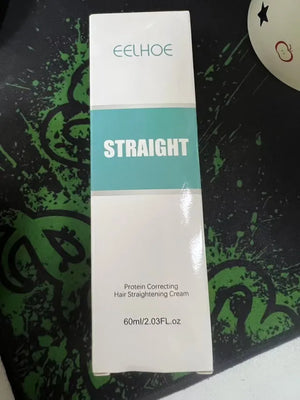 EELHOE
STRAIGHT
Protein Correcting
Hair Straightening Cream
60ml/2.03FL.oz